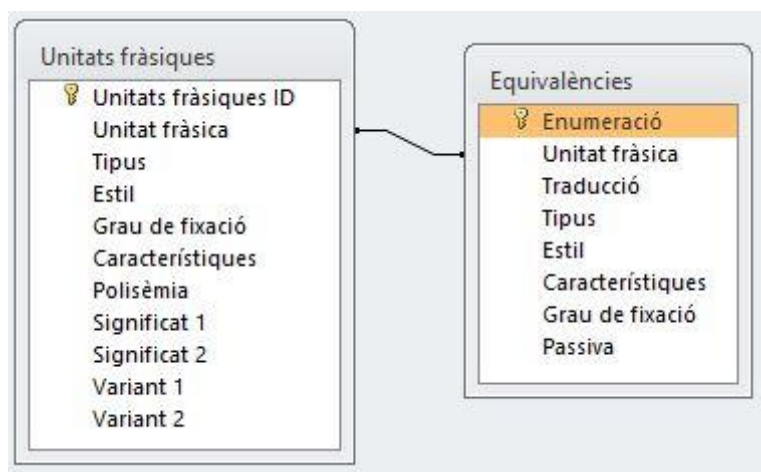 Unitats fràsiques
Unitats fràsiques ID
Unitat fràsica
Tipus
Estil
Grau de fixació
Característiques
Polisèmia
Significat 1
Significat 2
Variant 1
Variant 2
Equivalències
Enumeració
Unitat fràsica
Traducció
Tipus
Estil
Característiques
Grau de fixació
Passiva